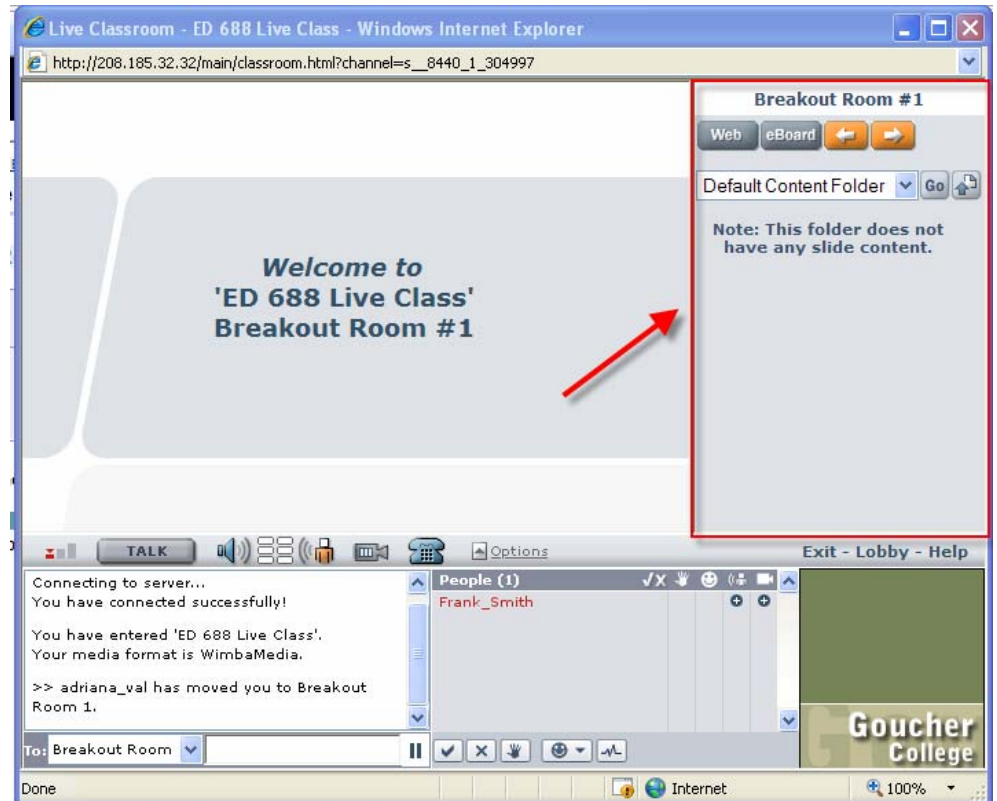 Live Classroom - ED 688 Live Class - Windows Internet Explorer
http://208.185.32.32/main/classroom.html?channel=s__8440_1_304997
Breakout Room #1
Web eBoard
Default Content Folder Go
Note: This folder does not
have any slide content.
Welcome to
'ED 688 Live Class'
Breakout Room #1
TALK Options Exit - Lobby - Help
Connecting to server...
You have connected successfully!
You have entered 'ED 688 Live Class'.
Your media format is WimbaMedia.
>> adriana_val has moved you to Breakout
Room 1.
To: Breakout Room
People (1)
Frank_Smith
Goucher
College
Done Internet 100%